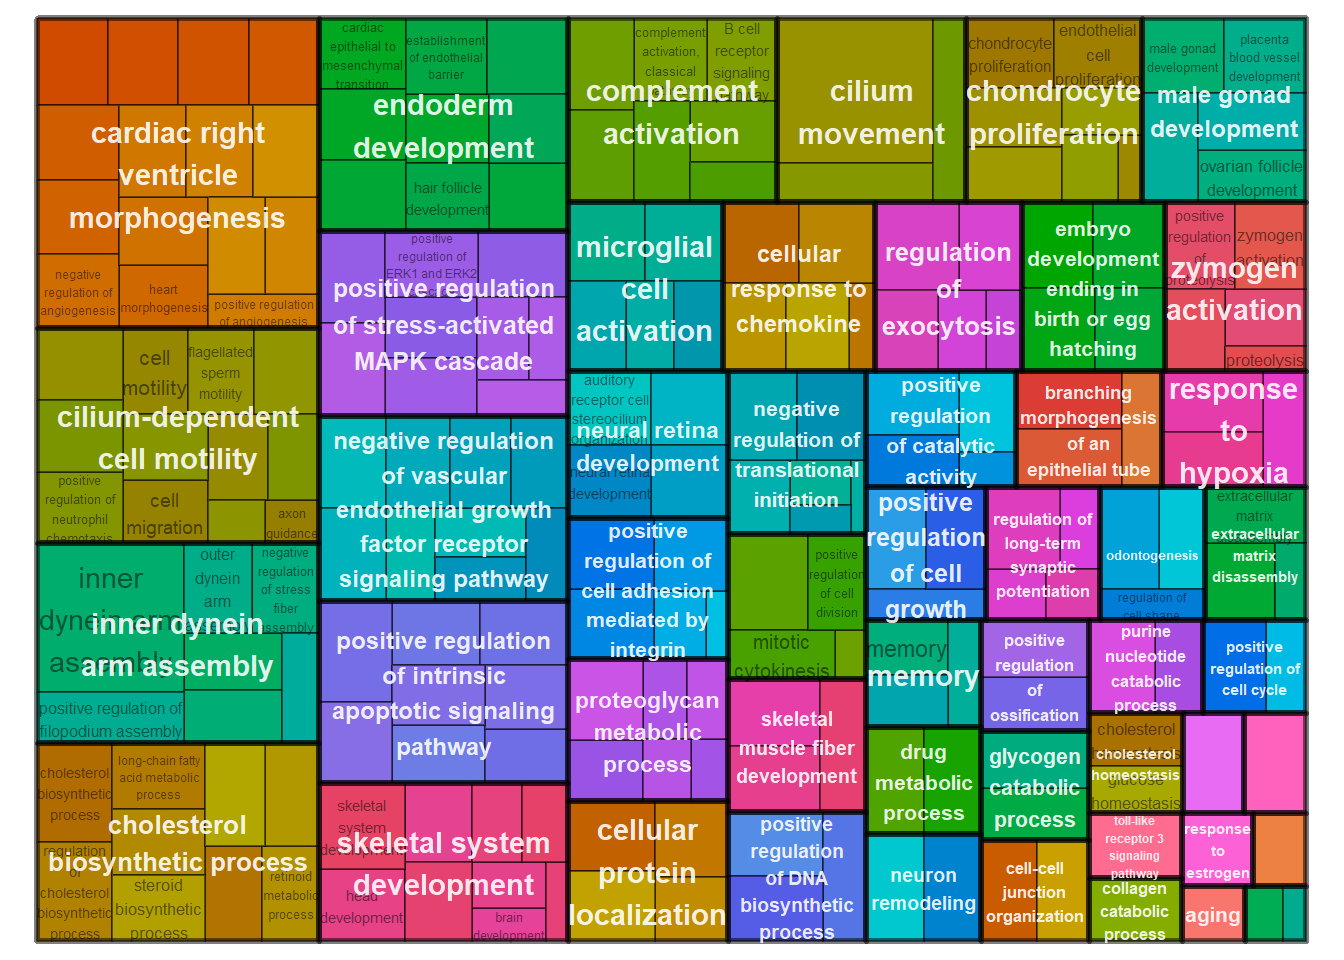 cardiac right
ventricle
morphogenesis
negative
regulation of
angiogenesis
heart
morphogenesis
positive regulation
of angiogenesis
cilium-dependent
cell motility
cell
motility
flagellated
sperm
motility
positive
regulation of
neutrophil
chemotaxis
cell
migration
axon
guidance
inner
dynein arm
assembly
inner dynein
arm assembly
outer
dynein
arm
negative
regulation
of stress
fiber
assembly
positive regulation of
filopodium assembly
cholesterol
biosynthetic process
cholesterol
biosynthetic
process
long-chain fatty
acid metabolic
process
regulation
of
cholesterol
biosynthetic
process
steroid
biosynthetic
process
retinoid
metabolic
process
endoderm
development
cardiac
epithelial to
mesenchymal
transition
establishment
of endothelial
barrier
hair follicle
development
positive regulation
of stress-activated
MAPK cascade
positive
regulation of
ERK1 and ERK2
negative regulation
of vascular
endothelial growth
factor receptor
signaling pathway
positive regulation
of intrinsic
apoptotic signaling
pathway
skeletal system
development
skeletal
system
development
head
development
brain
development
complement
activation
complement
activation,
classical
B cell
receptor
signaling
pathway
cilium
movement
chondrocyte
proliferation
chondrocyte
proliferation
endothelial
cell
proliferation
male gonad
development
male gonad
development
placenta
blood vessel
development
ovarian follicle
development
microglial
cell
activation
cellular
response to
chemokine
regulation
of
exocytosis
embryo
development
ending in
birth or egg
hatching
zymogen
activation
positive
regulation
of
proteolysis
zymogen
activation
proteolysis
neural retina
development
auditory
receptor cell
stereocilium
organization
neural retina
development
negative
regulation of
translational
initiation
positive
regulation
of catalytic
activity
branching
morphogenesis
of an
epithelial tube
response
to
hypoxia
positive
regulation of
cell adhesion
mediated by
integrin
positive
regulation
of cell
division
mitotic
cytokinesis
positive
regulation
of cell
growth
regulation of
long-term
synaptic
potentiation
odontogenesis
regulation of
cell shape
extracellular
matrix
extracellular
matrix
disassembly
proteoglycan
metabolic
process
skeletal
muscle fiber
development
memory
memory
positive
regulation
of
ossification
purine
nucleotide
catabolic
process
positive
regulation of
cell cycle
cellular
protein
localization
positive
regulation
of DNA
biosynthetic
process
drug
metabolic
process
neuron
remodeling
glycogen
catabolic
process
cell-cell
junction
organization
cholesterol
homeostasis
cholesterol
homeostasis
glucose
homeostasis
toll-like
receptor 3
signaling
pathway
collagen
catabolic
process
response
to
estrogen
aging